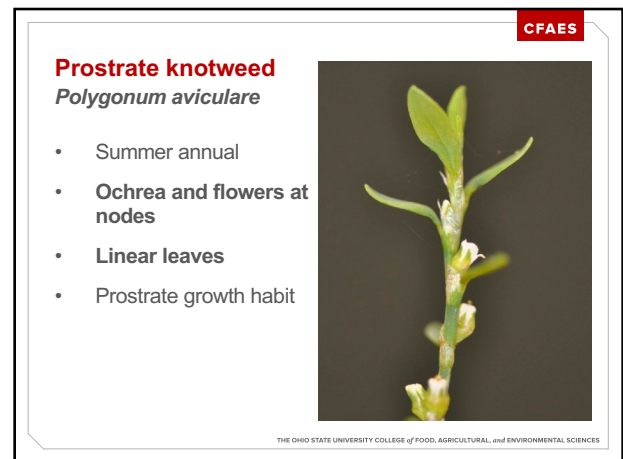 CFAES
Prostrate knotweed
Polygonum aviculare
• Summer annual
• Ochrea and flowers at
nodes
• Linear leaves
• Prostrate growth habit
THE OHIO STATE UNIVERSITY COLLEGE of FOOD, AGRICULTURAL, and ENVIRONMENTAL SCIENCES